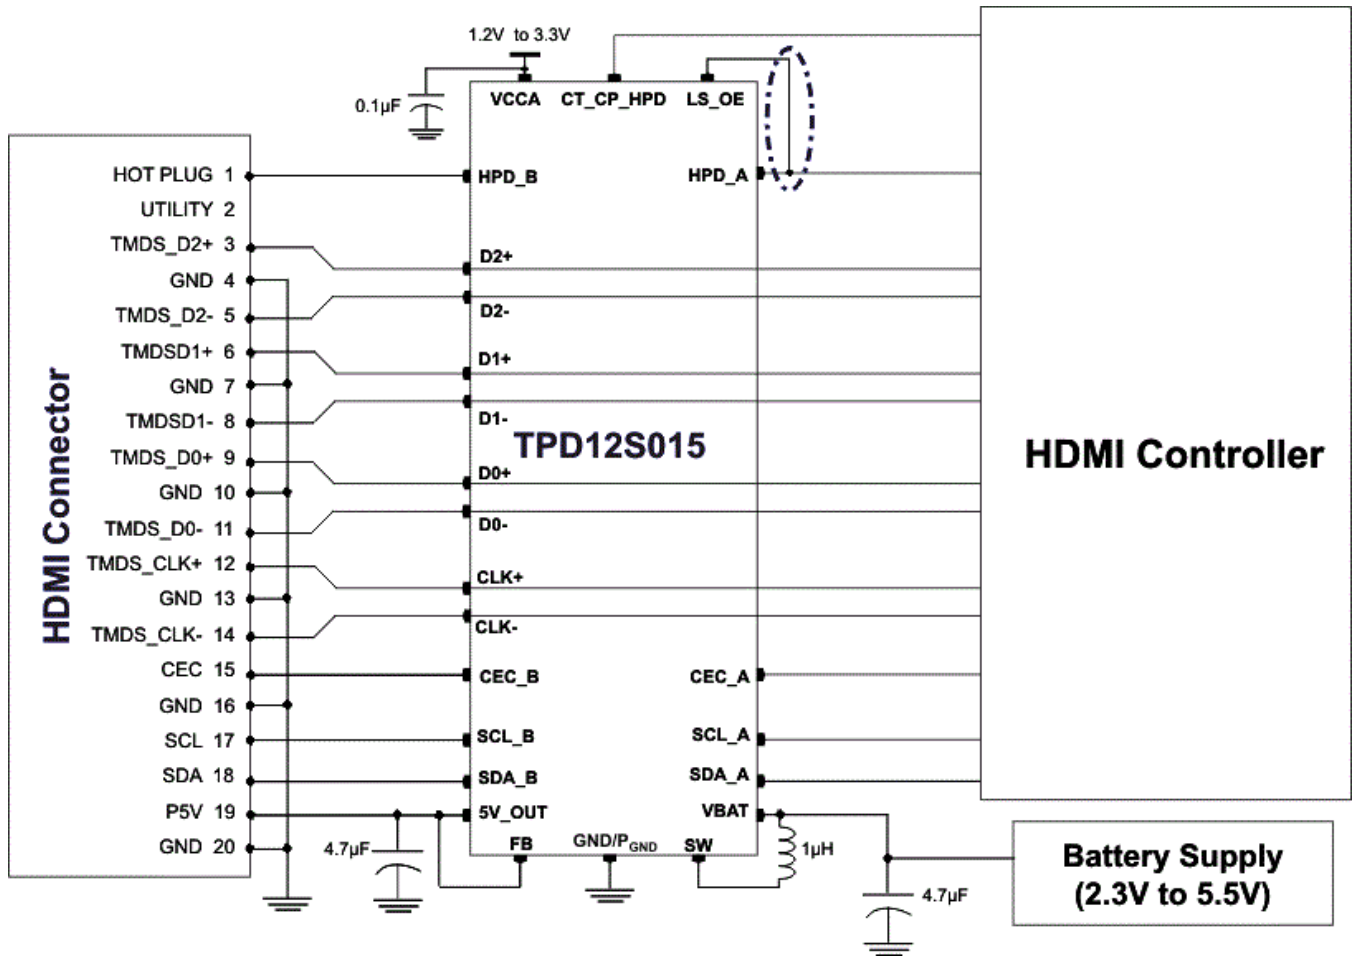 1.2V to 3.3V
0.1µF
VCCA CT_CP_HPD LS_OE
HDMI Connector
HOT PLUG 1
UTILITY 2
TMDS_D2+ 3
GND 4
TMDS_D2- 5
TMDSD1+ 6
GND 7
TMDSD1- 8
TMDS_D0+ 9
GND 10
TMDS_D0- 11
TMDS_CLK+ 12
GND 13
TMDS_CLK- 14
CEC 15
GND 16
SCL 17
SDA 18
P5V 19
GND 20
HPD_B
D2+
D2-
D1+
D1-
TPD12S015
D0+
D0-
CLK+
CLK-
CEC_B
SCL_B
SDA_B
5V_OUT
FB
GND/PGND
SW
HPD_A
CEC_A
SCL_A
SDA_A
VBAT
4.7µF
1µH
4.7µF
HDMI Controller
Battery Supply
(2.3V to 5.5V)